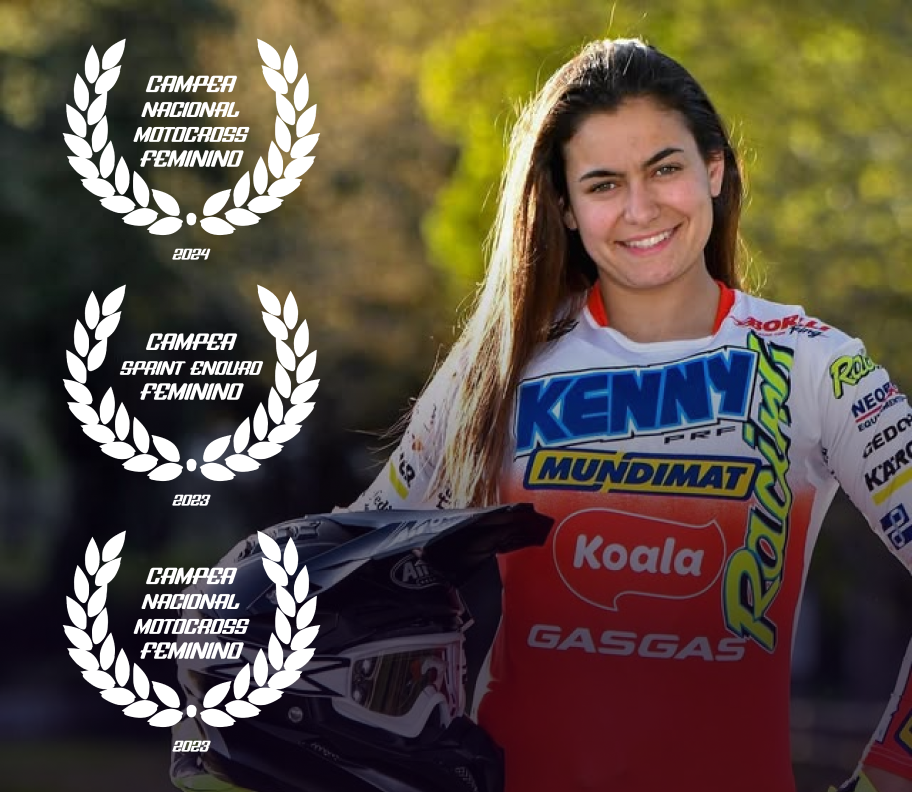 CAMPEÃ
NACIONAL
MOTOCROSS
FEMININO
2024
CAMPEÃ
SPRINT ENDURO
FEMININO
2023
CAMPEÃ
NACIONAL
MOTOCROSS
FEMININO
2023
KENNY
PRF
MUNDIMAT
Racing
Koala
GASGAS